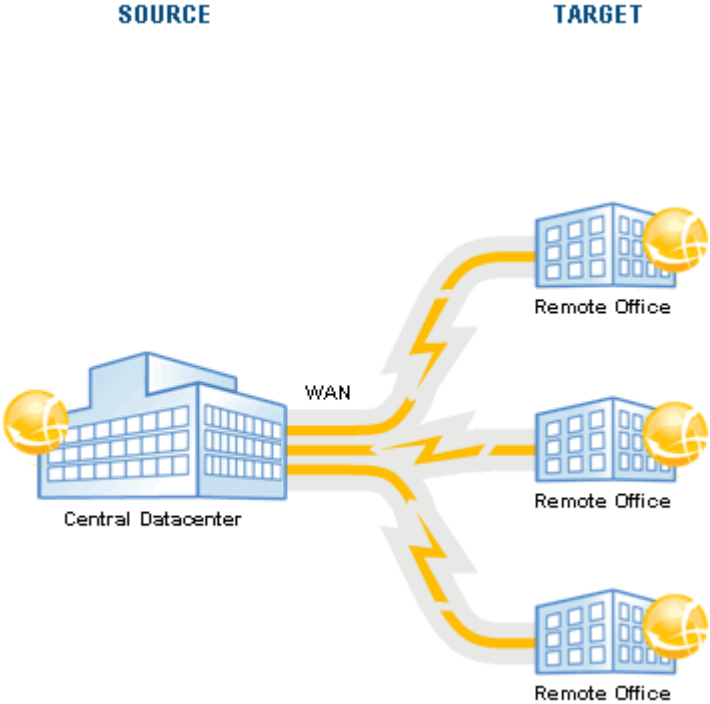 SOURCE
TARGET
Remote Office
WAN
Central Datacenter
Remote Office
Remote Office